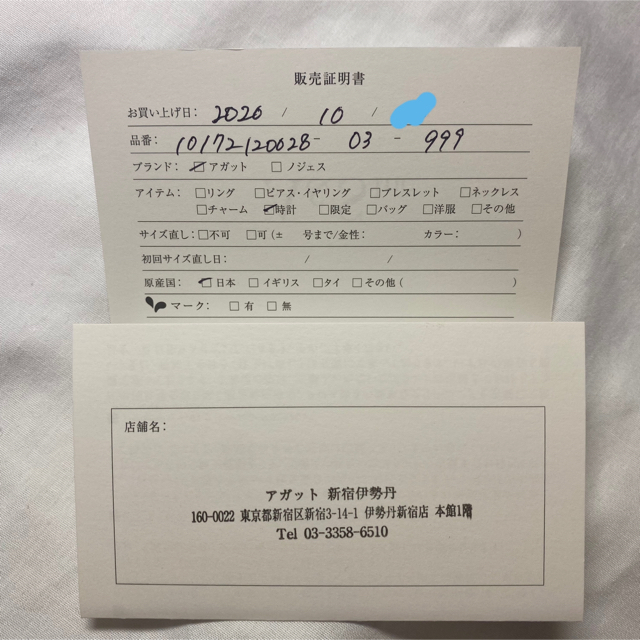 販売証明書
お買い上げ日： 2020 / 10 /
品番： 10172120028 - 03 - 999
ブランド： ☑アガット □ノジェス
アイテム： □リング □ピアス・イヤリング □ブレスレット □ネックレス
□チャーム ☑時計 □限定 □バッグ □洋服 □その他
サイズ直し：□不可 □可（± 号まで/金性： カラー： ）
初回サイズ直し日： / /
原産国： ☑日本 □イギリス □タイ □その他（ ）
マーク： □有 □無
店舗名：
アガット 新宿伊勢丹
160-0022 東京都新宿区新宿3-14-1 伊勢丹新宿店 本館1階
Tel 03-3358-6510